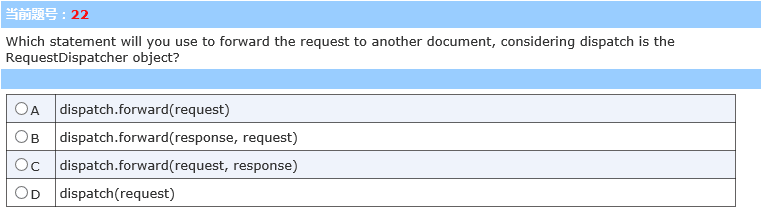 当前题号：22
Which statement will you use to forward the request to another document, considering dispatch is the
RequestDispatcher object?
A dispatch.forward(request)
B dispatch.forward(response, request)
C dispatch.forward(request, response)
D dispatch(request)